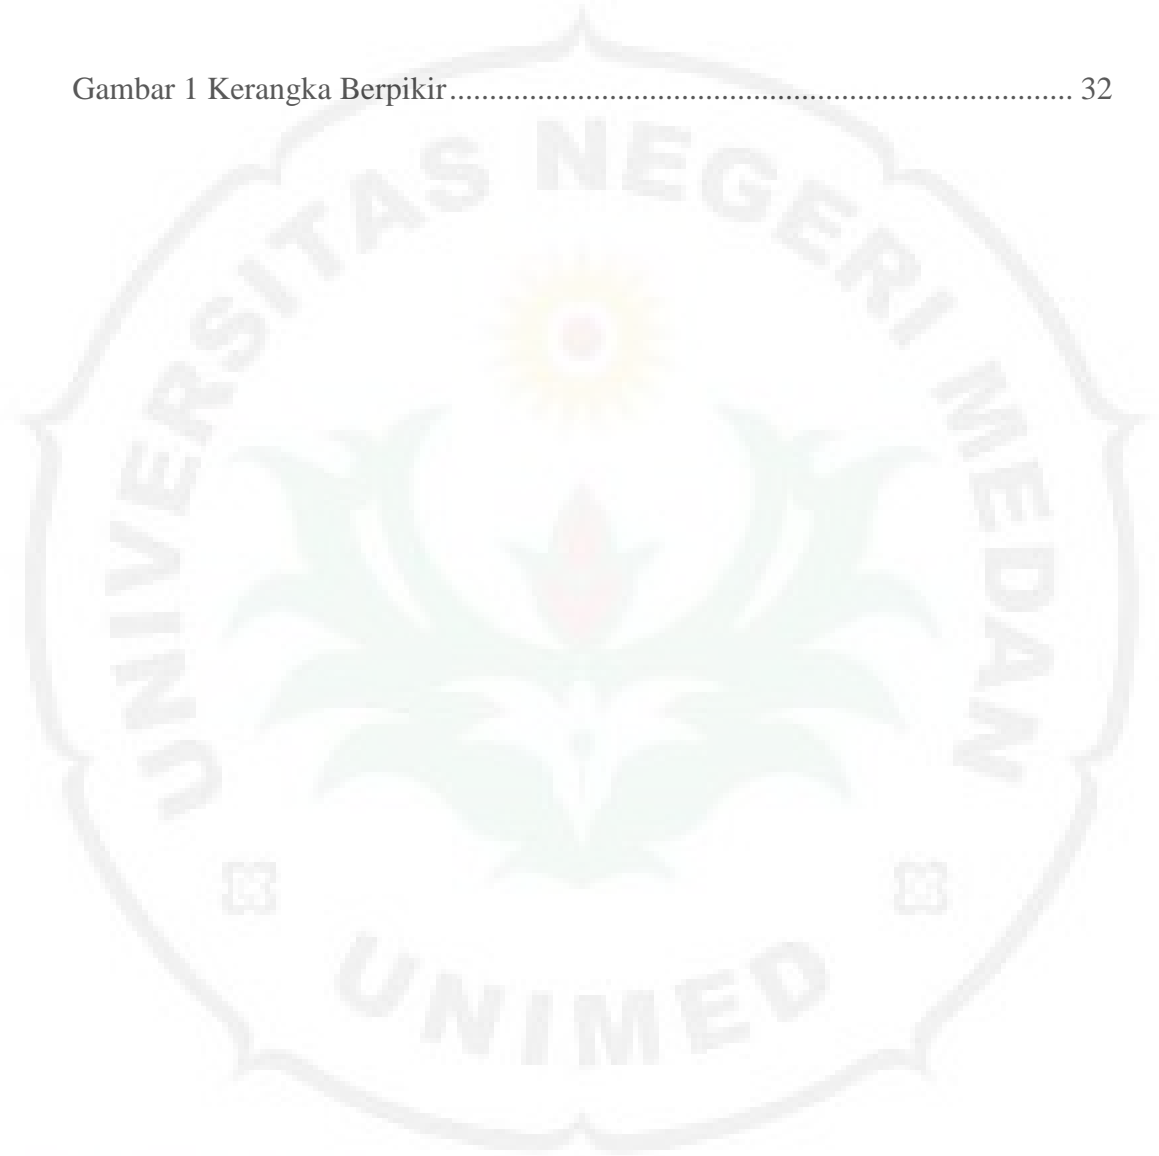 Gambar 1 Kerangka Berpikir........................................................................... 32
UNIVERSITAS NEGERI MEDAN
UNIMED